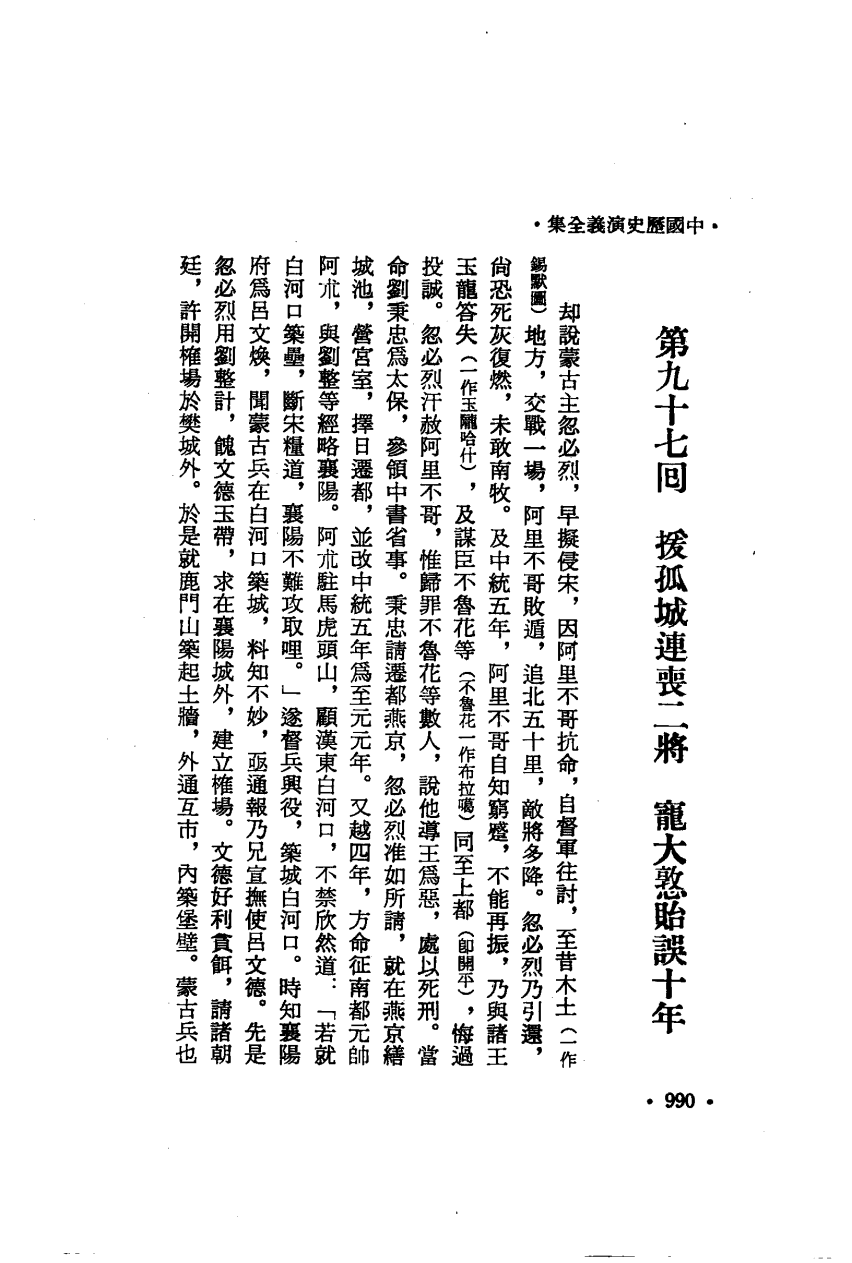 ·中國歷史演義全集·
第九十七回　援孤城連喪二將　寵大憝貽誤十年
却說蒙古主忽必烈，早擬侵宋，因阿里不哥抗命，自督軍往討，至昔木土（一作
錫默圖）地方，交戰一場，阿里不哥敗遁，追北五十里，敵將多降。忽必烈乃引還，
尚恐死灰復燃，未敢南牧。及中統五年，阿里不哥自知窮蹙，不能再振，乃與諸王
玉龍答失（一作玉隴哈什），及謀臣不魯花等（不魯花一作布拉噶）同至上都（卽開平），悔過
投誠。忽必烈汗赦阿里不哥，惟歸罪不魯花等數人，說他導王爲惡，處以死刑。當
命劉秉忠爲太保，參領中書省事。秉忠請遷都燕京，忽必烈准如所請，就在燕京繕
城池，營宮室，擇日遷都，並改中統五年爲至元元年。又越四年，方命征南都元帥
阿朮，與劉整等經略襄陽。阿朮駐馬虎頭山，顧漢東白河口，不禁欣然道：「若就
白河口築壘，斷宋糧道，襄陽不難攻取哩。」遂督兵興役，築城白河口。時知襄陽
府爲呂文煥，聞蒙古兵在白河口築城，料知不妙，亟通報乃兄宣撫使呂文德。先是
忽必烈用劉整計，餽文德玉帶，求在襄陽城外，建立榷場。文德好利貪餌，請諸朝
廷，許開榷場於樊城外。於是就鹿門山築起土牆，外通互市，內築堡壁。蒙古兵也
·990·